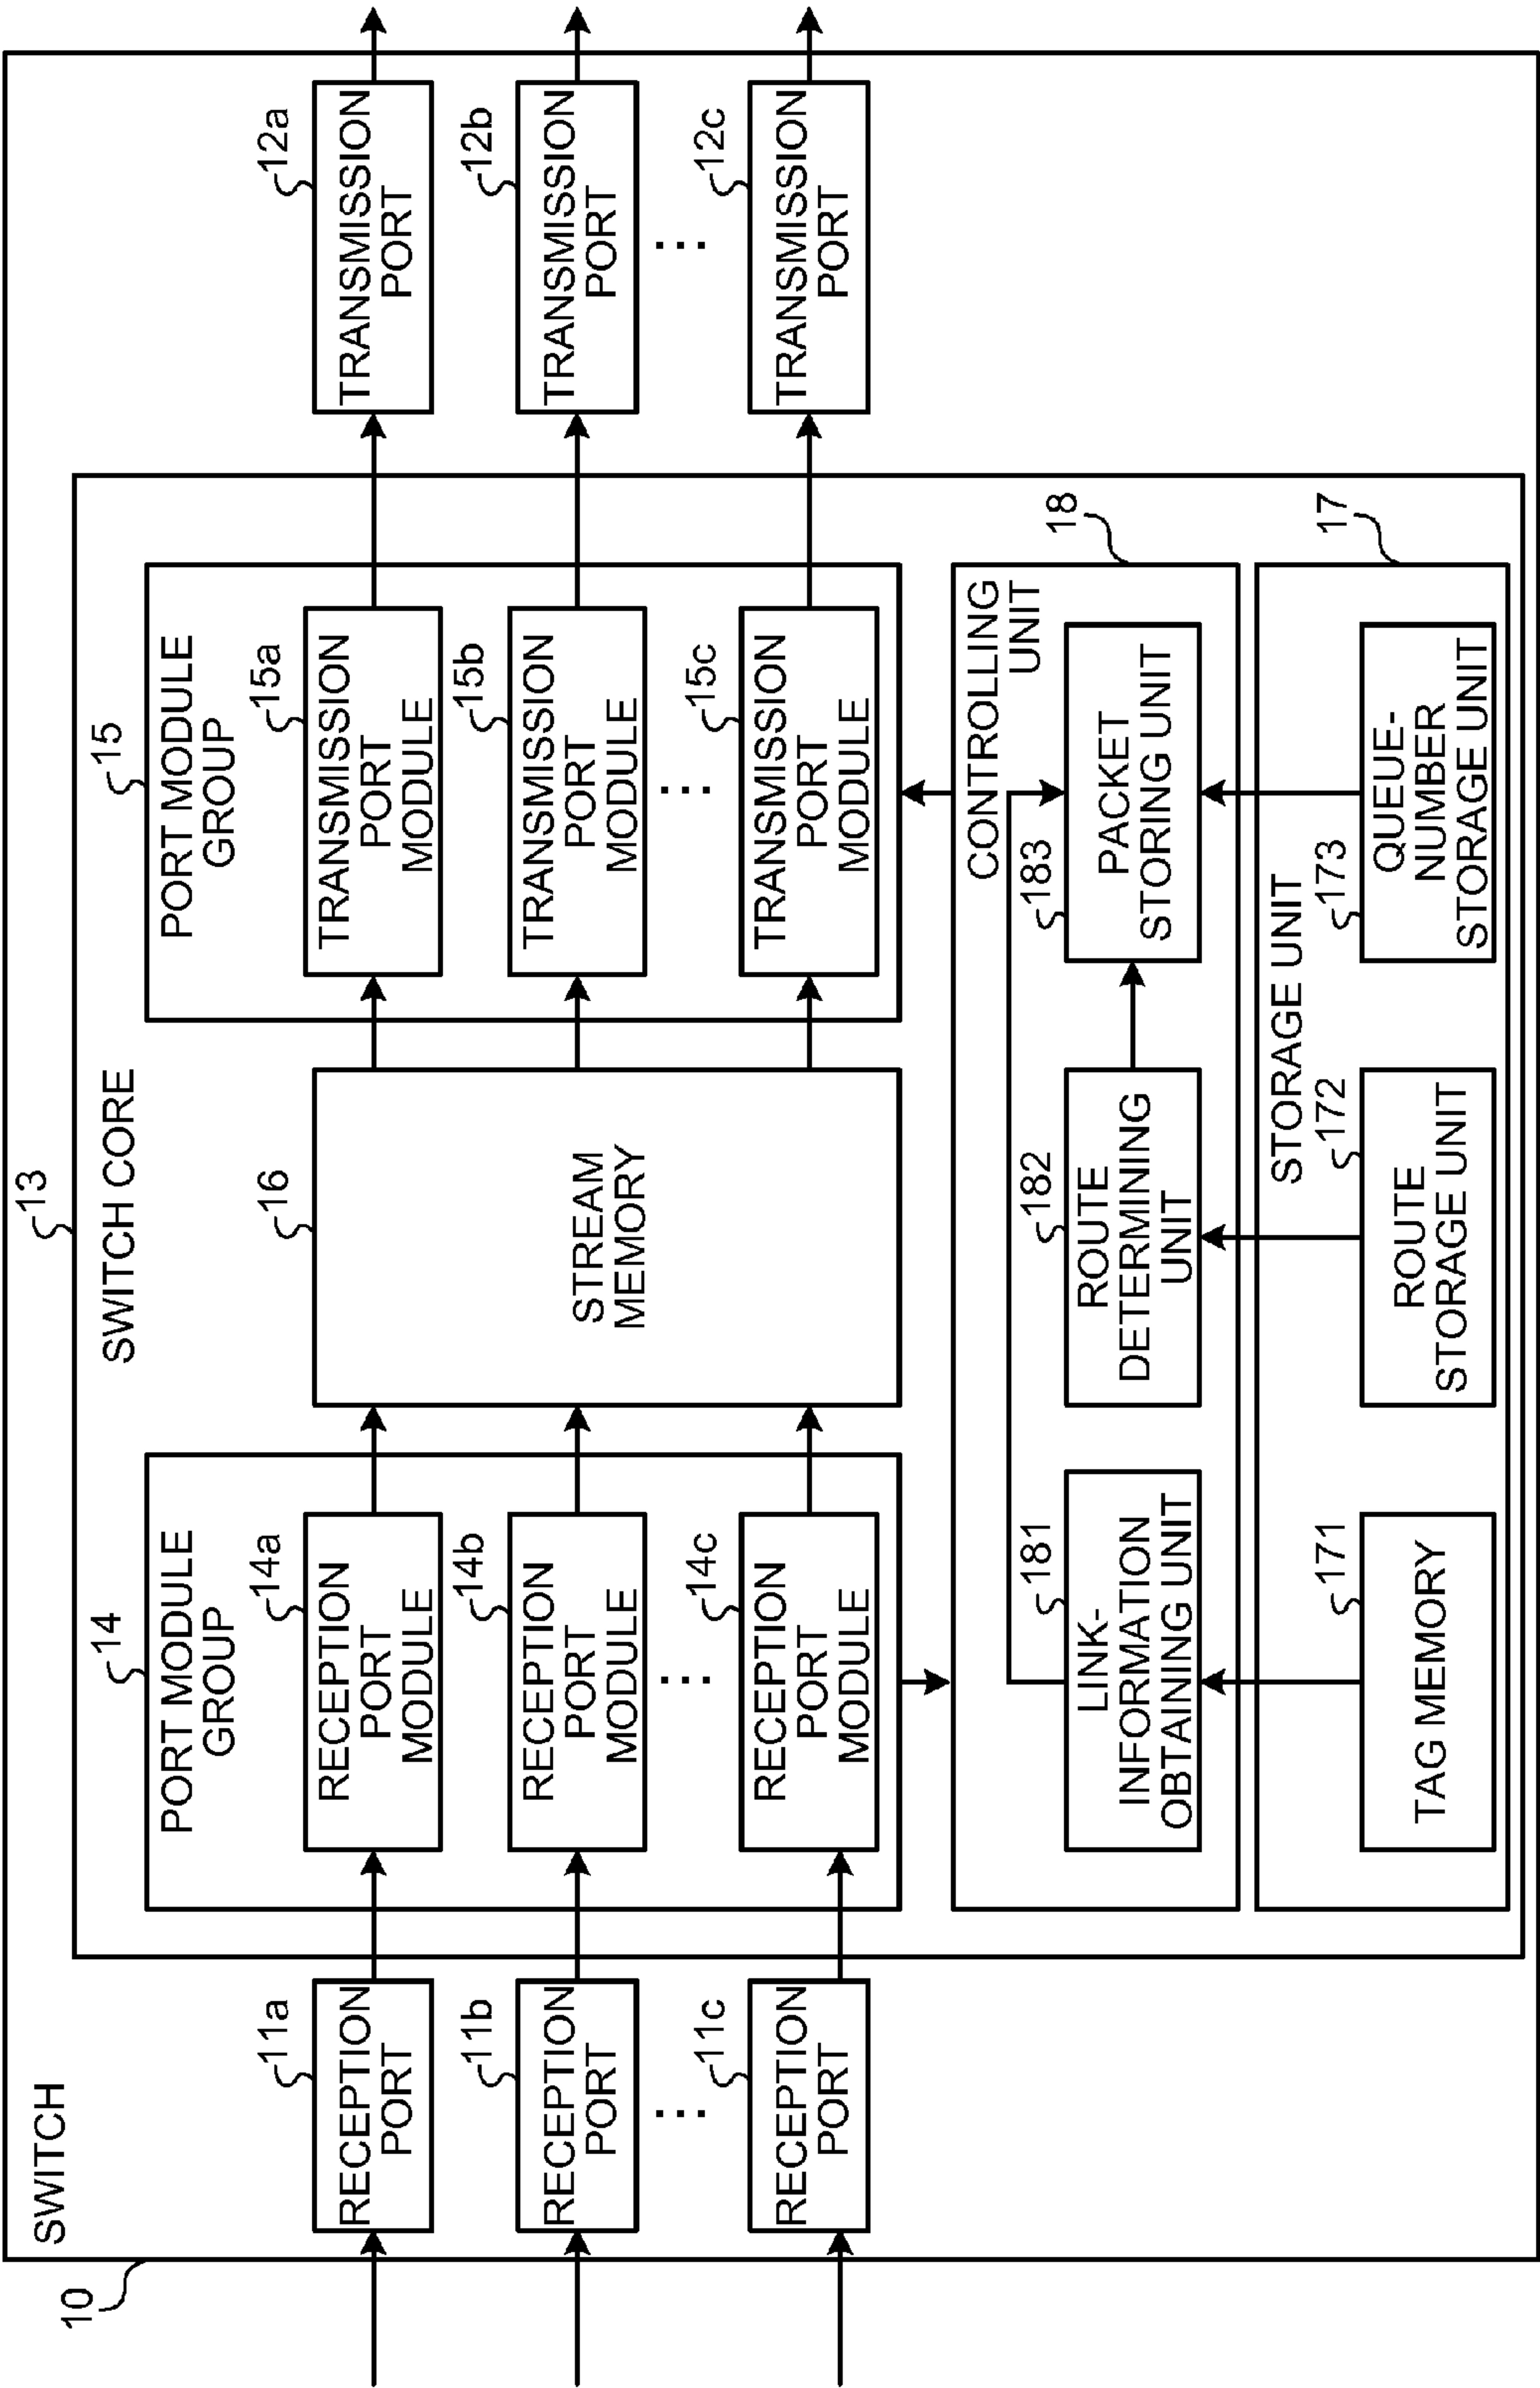 10
SWITCH
13
SWITCH CORE
14
PORT MODULE
GROUP
15
PORT MODULE
GROUP
11a
RECEPTION
PORT
14a
RECEPTION
PORT
MODULE
16
STREAM
MEMORY
15a
TRANSMISSION
PORT
MODULE
12a
TRANSMISSION
PORT
11b
RECEPTION
PORT
14b
RECEPTION
PORT
MODULE
15b
TRANSMISSION
PORT
MODULE
12b
TRANSMISSION
PORT
...
...
...
...
11c
RECEPTION
PORT
14c
RECEPTION
PORT
MODULE
15c
TRANSMISSION
PORT
MODULE
12c
TRANSMISSION
PORT
CONTROLLING
UNIT
18
181
LINK-
INFORMATION
OBTAINING UNIT
182
ROUTE
DETERMINING
UNIT
183
PACKET
STORING UNIT
STORAGE UNIT
17
171
TAG MEMORY
172
ROUTE
STORAGE UNIT
173
QUEUE-
NUMBER
STORAGE UNIT